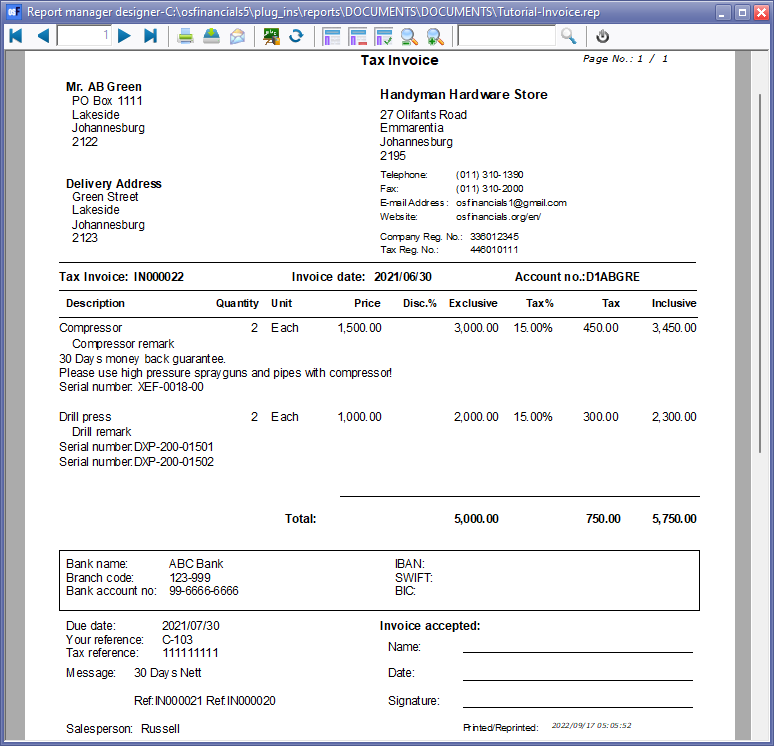 Report manager designer-C:\osfinancials5\plug_ins\reports\DOCUMENTS\DOCUMENTS\Tutorial-Invoice.rep
1
Tax Invoice
Page No.: 1 / 1
Mr. AB Green
PO Box 1111
Lakeside
Johannesburg
2122
Handyman Hardware Store
27 Olifants Road
Emmarentia
Johannesburg
2195
Delivery Address
Green Street
Lakeside
Johannesburg
2123
Telephone: (011) 310-1390
Fax: (011) 310-2000
E-mail Address: osfinancials1@gmail.com
Website: osfinancials.org/en/
Company Reg. No.: 336012345
Tax Reg. No.: 446010111
Tax Invoice: IN000022 Invoice date: 2021/06/30 Account no.:D1ABGRE
Description Quantity Unit Price Disc.% Exclusive Tax% Tax Inclusive
Compressor 2 Each 1,500.00 3,000.00 15.00% 450.00 3,450.00
Compressor remark
30 Days money back guarantee.
Please use high pressure sprayguns and pipes with compressor!
Serial number: XEF-0018-00
Drill press 2 Each 1,000.00 2,000.00 15.00% 300.00 2,300.00
Drill remark
Serial number:DXP-200-01501
Serial number:DXP-200-01502
Total: 5,000.00 750.00 5,750.00
Bank name: ABC Bank IBAN:
Branch code: 123-999 SWIFT:
Bank account no: 99-6666-6666 BIC:
Due date: 2021/07/30
Your reference: C-103
Tax reference: 111111111
Message: 30 Days Nett
Ref:IN000021 Ref:IN000020
Salesperson: Russell
Invoice accepted:
Name:
Date:
Signature:
Printed/Reprinted: 2022/09/17 05:05:52